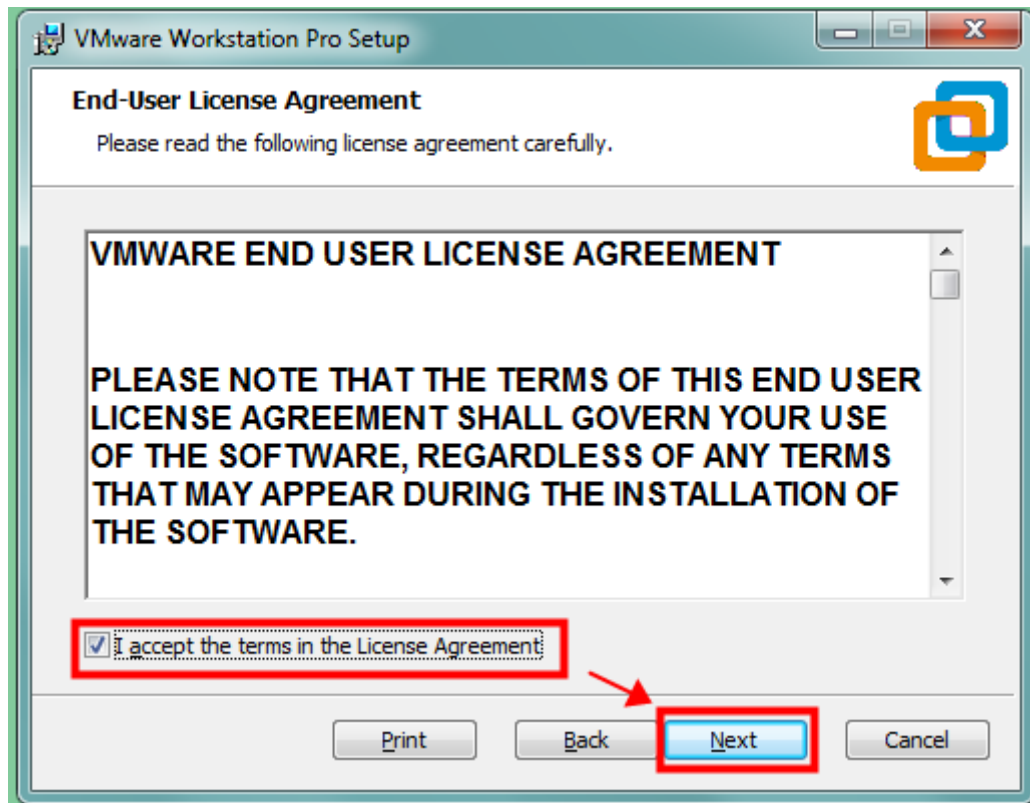 VMware Workstation Pro Setup
End-User License Agreement
Please read the following license agreement carefully.
VMWARE END USER LICENSE AGREEMENT
PLEASE NOTE THAT THE TERMS OF THIS END USER
LICENSE AGREEMENT SHALL GOVERN YOUR USE
OF THE SOFTWARE, REGARDLESS OF ANY TERMS
THAT MAY APPEAR DURING THE INSTALLATION OF
THE SOFTWARE.
I accept the terms in the License Agreement
Print Back Next Cancel